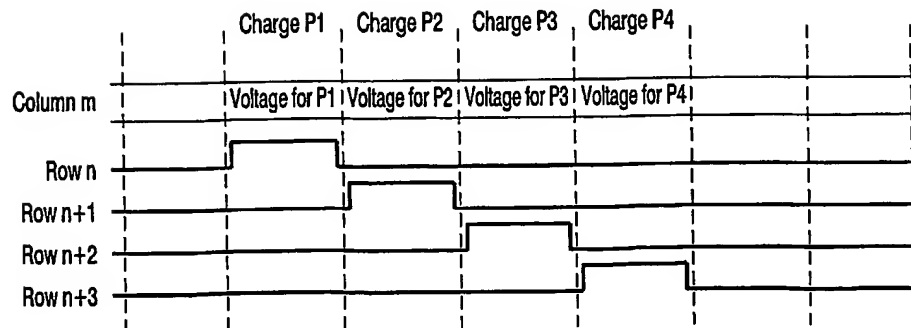 Charge P1 Charge P2 Charge P3 Charge P4
Column m Voltage for P1 Voltage for P2 Voltage for P3 Voltage for P4
Row n
Row n+1
Row n+2
Row n+3